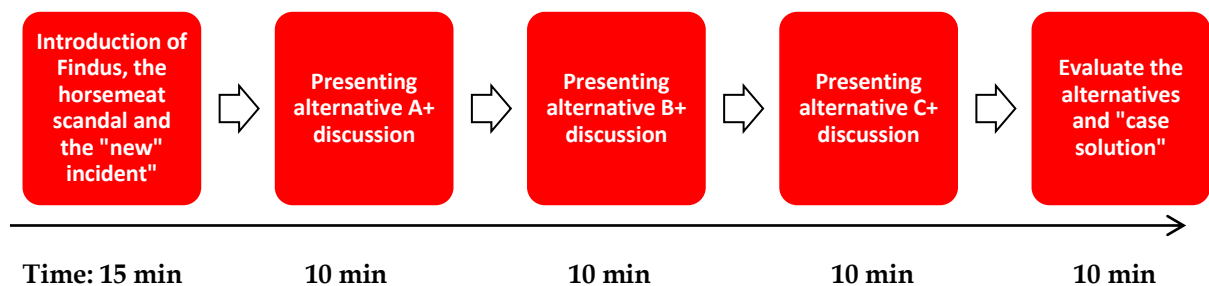 Introduction of
Findus, the
horsemeat
scandal and
the "new"
incident"
Presenting
alternative A+
discussion
Presenting
alternative B+
discussion
Presenting
alternative C+
discussion
Evaluate the
alternatives
and "case
solution"
Time: 15 min
10 min
10 min
10 min
10 min